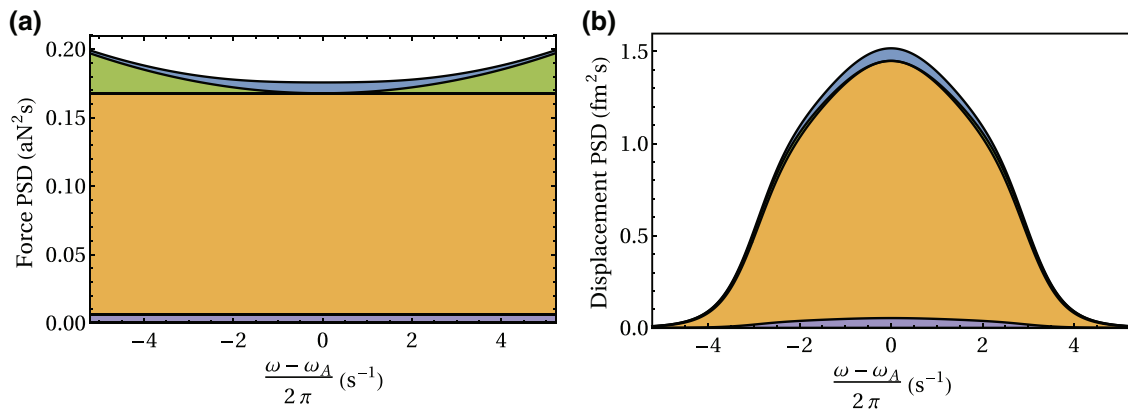 (a)
Force PSD (aN²s)
0.20
0.15
0.10
0.05
0.00
−4 −2 0 2 4
ω − ω_A
2 π
(s⁻¹)
(b)
Displacement PSD (fm²s)
1.5
1.0
0.5
0.0
−4 −2 0 2 4
ω − ω_A
2 π
(s⁻¹)